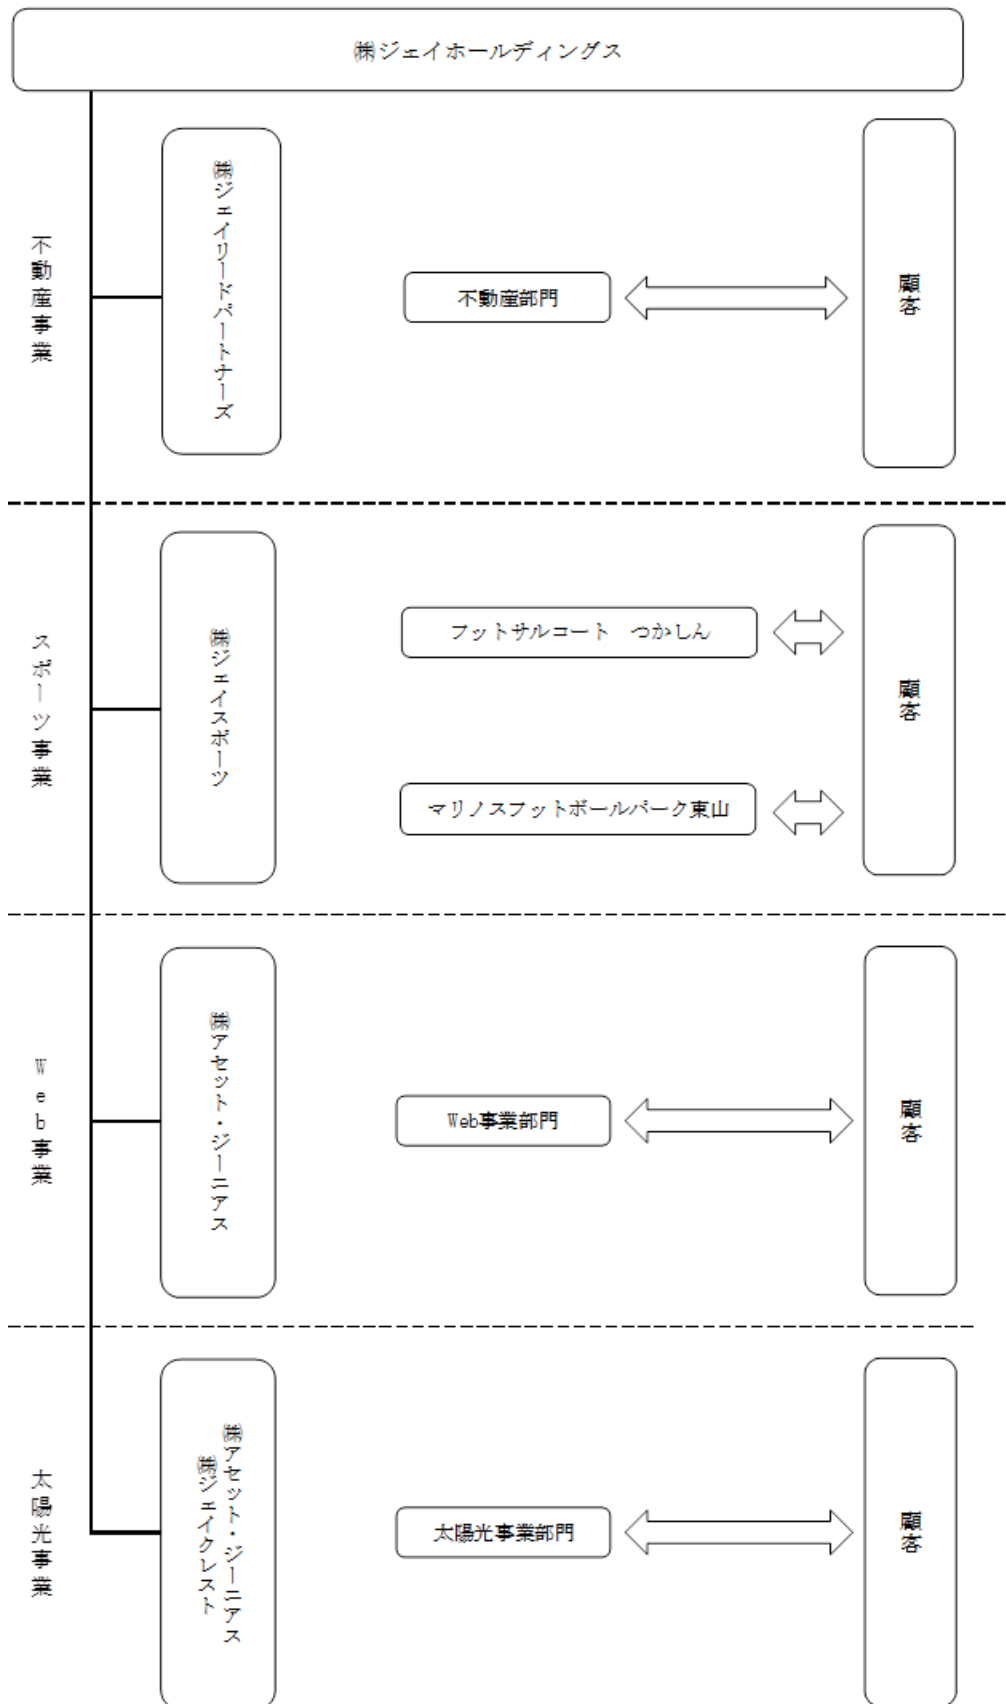 ㈱ジェイホールディングス
不動産事業
㈱ジェイリードパートナーズ
不動産部門
顧客
スポーツ事業
㈱ジェイスポーツ
フットサルコート　つかしん
マリノスフットボールパーク東山
顧客
Web事業
㈱アセット・ジーニアス
Web事業部門
顧客
太陽光事業
㈱アセット・ジーニアス
㈱ジェイクレスト
太陽光事業部門
顧客